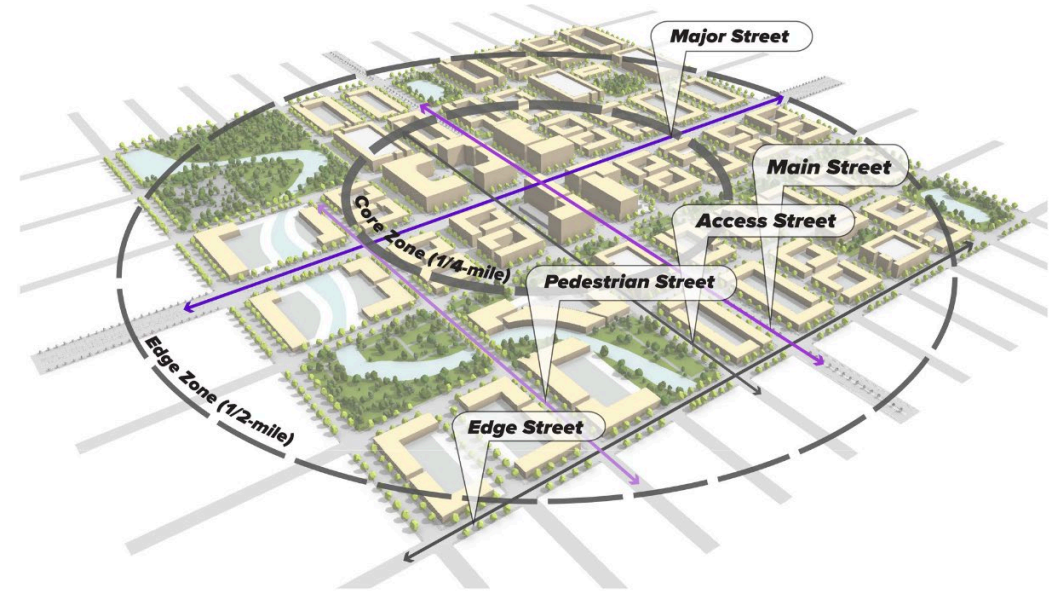 Major Street
Main Street
Access Street
Core Zone (1/4-mile)
Pedestrian Street
Edge Zone (1/2-mile)
Edge Street